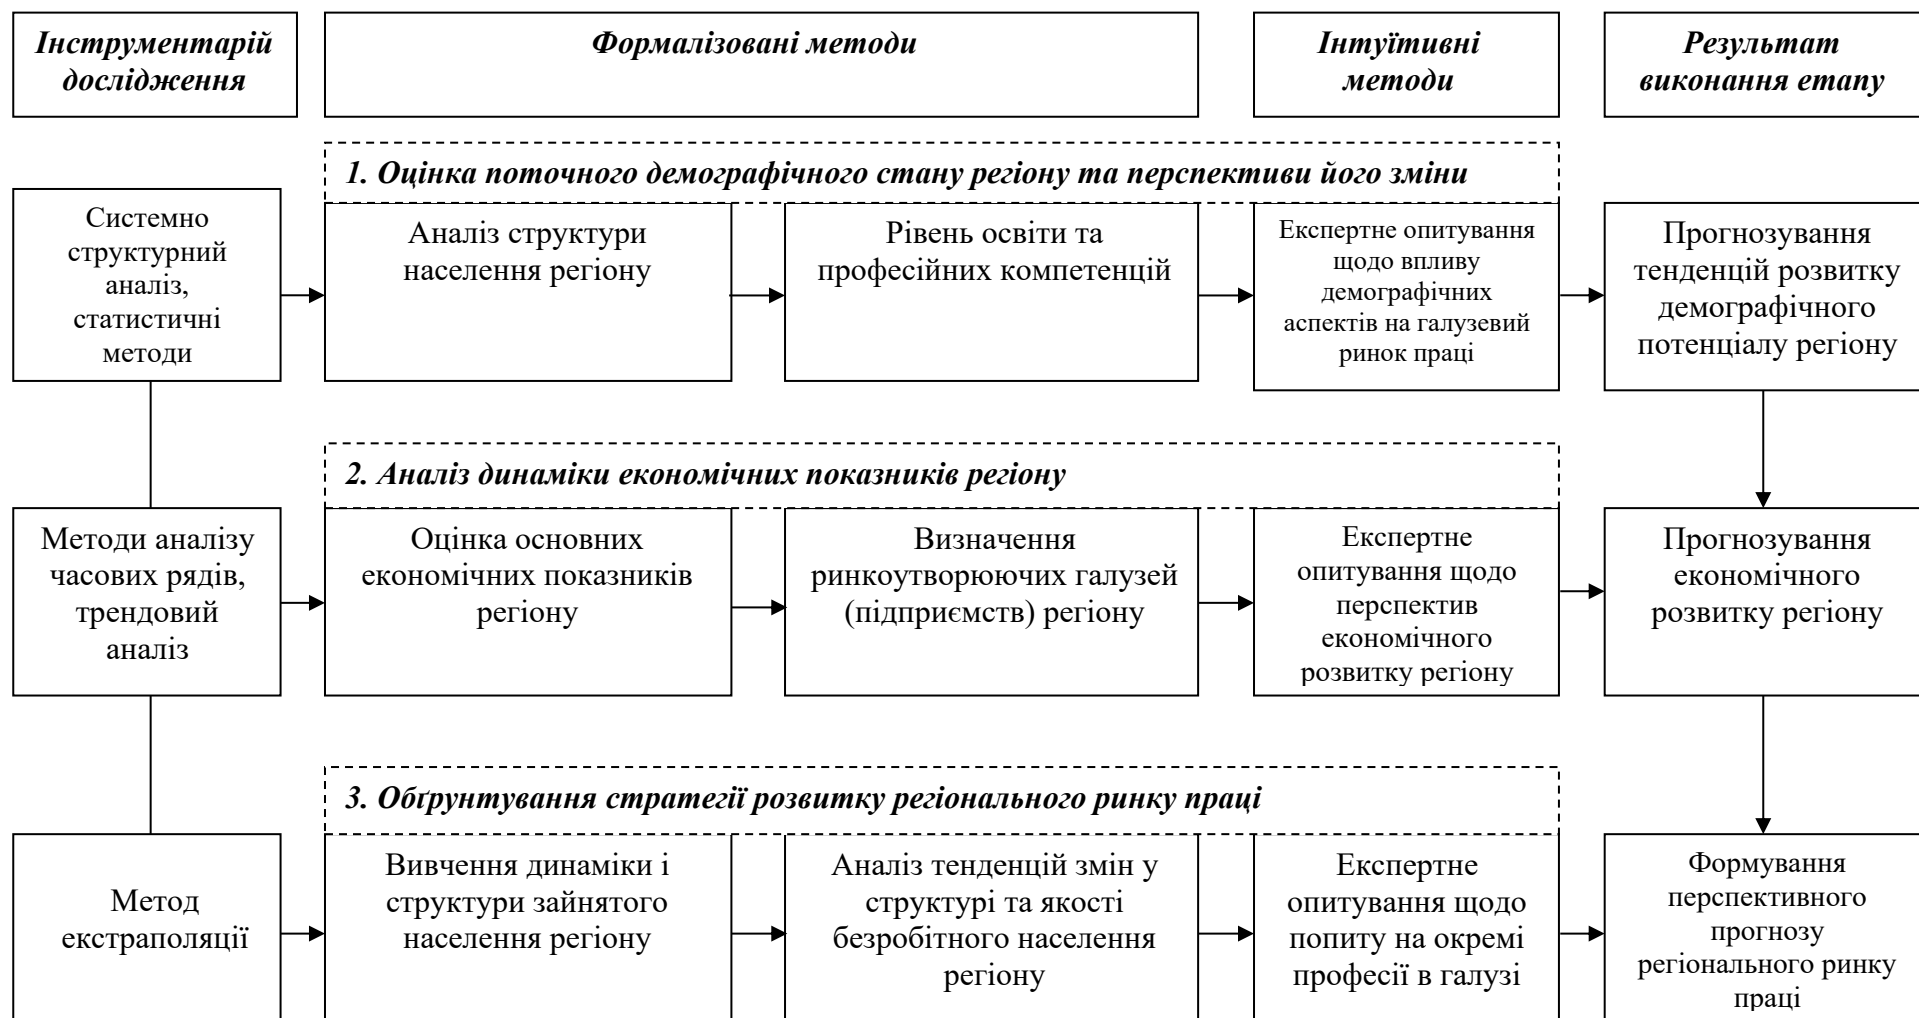 Інструментарій
дослідження
Формалізовані методи
Інтуїтивні
методи
Результат
виконання етапу
1. Оцінка поточного демографічного стану регіону та перспективи його зміни
Системно
структурний
аналіз,
статистичні
методи
Аналіз структури
населення регіону
Рівень освіти та
професійних компетенцій
Експертне опитування
щодо впливу
демографічних
аспектів на галузевий
ринок праці
Прогнозування
тенденцій розвитку
демографічного
потенціалу регіону
2. Аналіз динаміки економічних показників регіону
Методи аналізу
часових рядів,
трендовий
аналіз
Оцінка основних
економічних показників
регіону
Визначення
ринкоутворюючих галузей
(підприємств) регіону
Експертне
опитування щодо
перспектив
економічного
розвитку регіону
Прогнозування
економічного
розвитку регіону
3. Обґрунтування стратегії розвитку регіонального ринку праці
Метод
екстраполяції
Вивчення динаміки і
структури зайнятого
населення регіону
Аналіз тенденцій змін у
структурі та якості
безробітного населення
регіону
Експертне
опитування щодо
попиту на окремі
професії в галузі
Формування
перспективного
прогнозу
регіонального ринку
праці